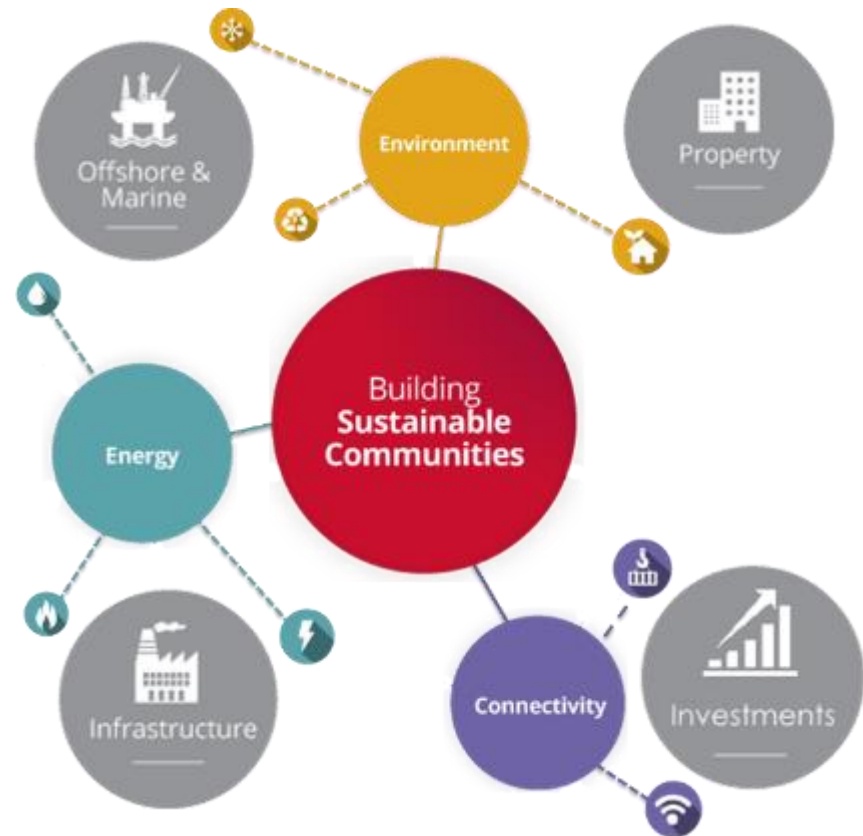 Environment
Offshore &
Marine
Property
Building
Sustainable
Communities
Energy
Connectivity
Infrastructure
Investments